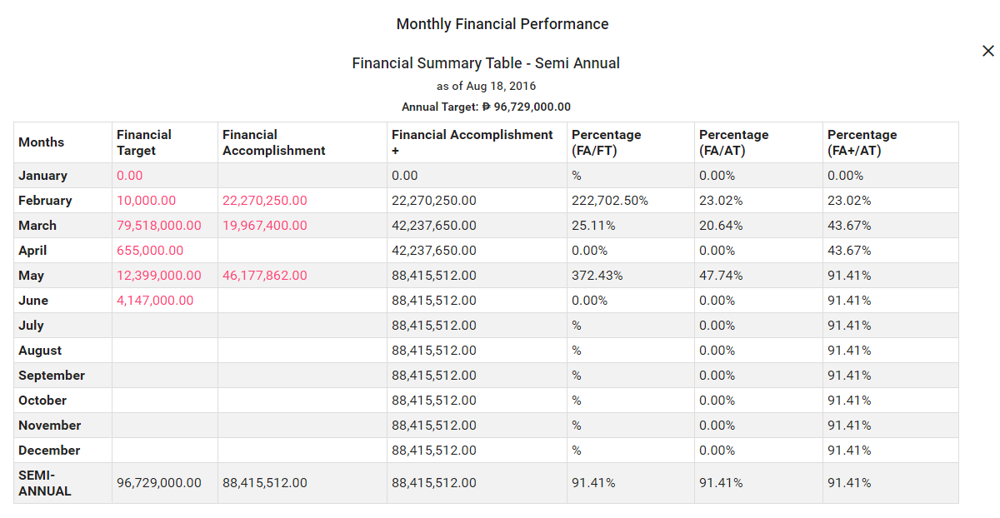 Monthly Financial Performance
Financial Summary Table - Semi Annual
as of Aug 18, 2016
Annual Target: ₱ 96,729,000.00
Months Financial Target Financial Accomplishment Financial Accomplishment + Percentage (FA/FT) Percentage (FA/AT) Percentage (FA+/AT)
January 0.00 0.00 % 0.00% 0.00%
February 10,000.00 22,270,250.00 22,270,250.00 222,702.50% 23.02% 23.02%
March 79,518,000.00 19,967,400.00 42,237,650.00 25.11% 20.64% 43.67%
April 655,000.00 42,237,650.00 0.00% 0.00% 43.67%
May 12,399,000.00 46,177,862.00 88,415,512.00 372.43% 47.74% 91.41%
June 4,147,000.00 88,415,512.00 0.00% 0.00% 91.41%
July 88,415,512.00 % 0.00% 91.41%
August 88,415,512.00 % 0.00% 91.41%
September 88,415,512.00 % 0.00% 91.41%
October 88,415,512.00 % 0.00% 91.41%
November 88,415,512.00 % 0.00% 91.41%
December 88,415,512.00 % 0.00% 91.41%
SEMI-ANNUAL 96,729,000.00 88,415,512.00 88,415,512.00 91.41% 91.41% 91.41%